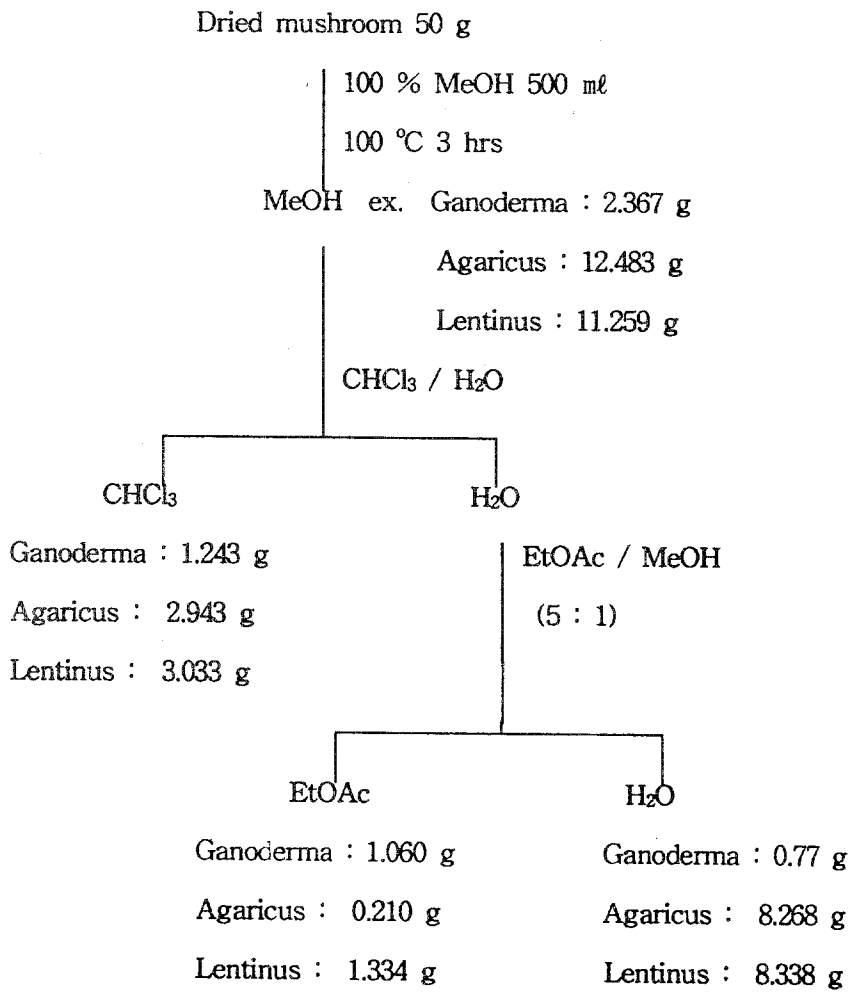 Dried mushroom 50 g
100 % MeOH 500 ㎖
100 ℃ 3 hrs
MeOH ex. Ganoderma : 2.367 g
Agaricus : 12.483 g
Lentinus : 11.259 g
CHCl₃ / H₂O
CHCl₃
H₂O
Ganoderma : 1.243 g
Agaricus : 2.943 g
Lentinus : 3.033 g
EtOAc / MeOH
(5 : 1)
EtOAc
H₂O
Ganoderma : 1.060 g
Agaricus : 0.210 g
Lentinus : 1.334 g
Ganoderma : 0.77 g
Agaricus : 8.268 g
Lentinus : 8.338 g